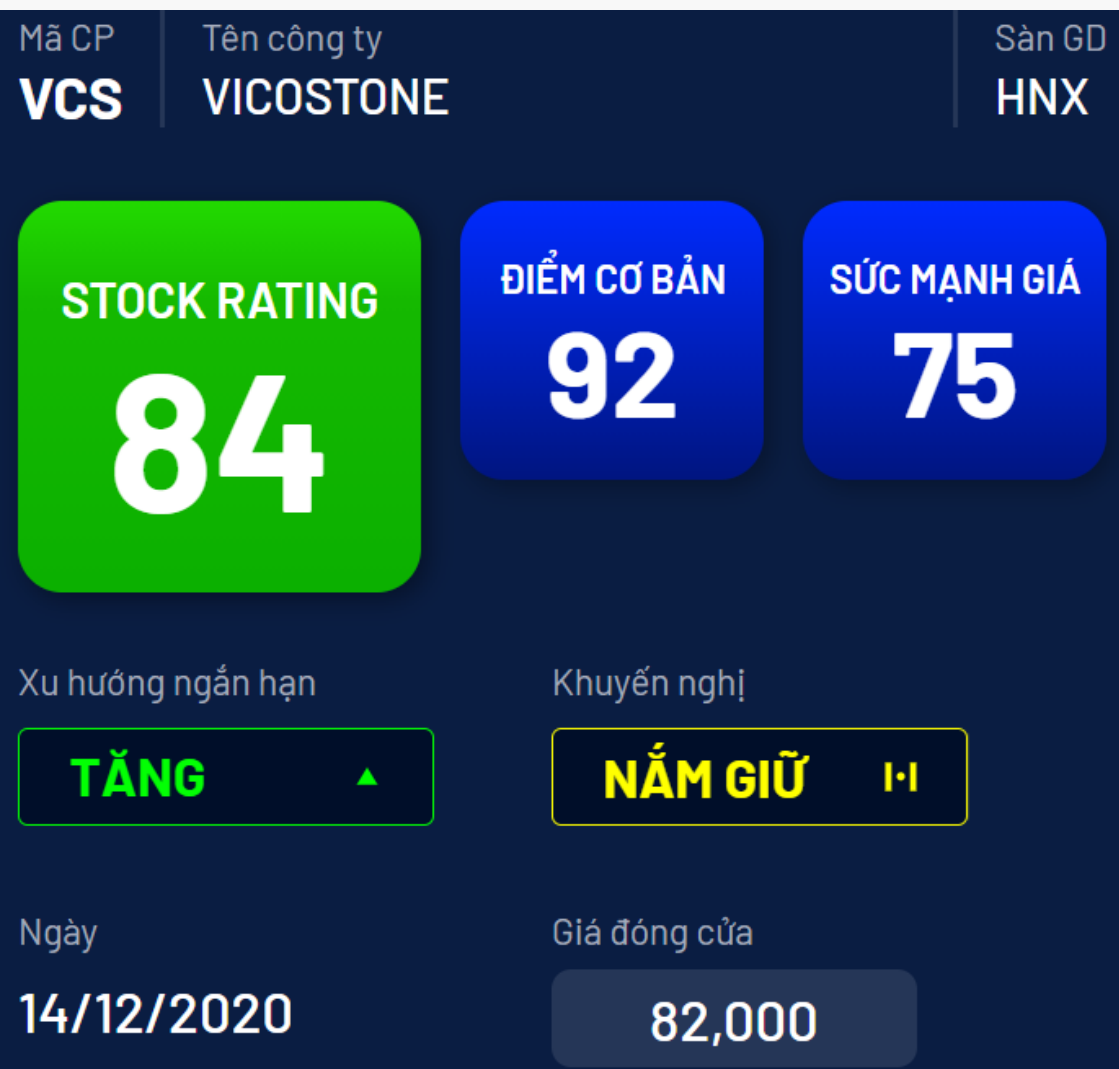 Mã CP
VCS
Tên công ty
VICOSTONE
Sàn GD
HNX
STOCK RATING
84
ĐIỂM CƠ BẢN
92
SỨC MẠNH GIÁ
75
Xu hướng ngắn hạn
TĂNG
Khuyến nghị
NẮM GIỮ
Ngày
14/12/2020
Giá đóng cửa
82,000